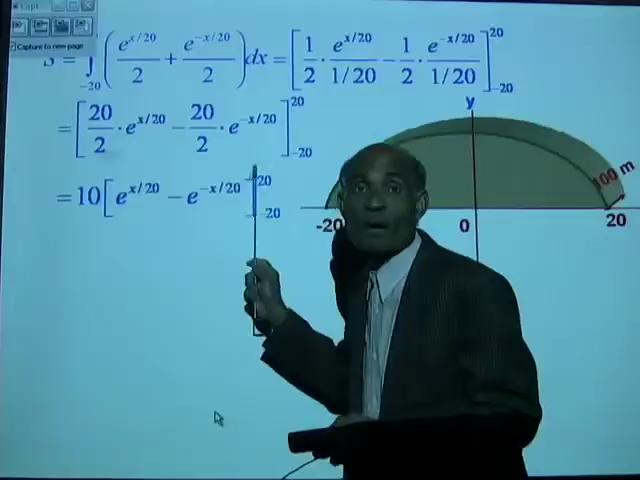 Capt
Capture to new page
∫_{-20} (e^{x/20}/2 + e^{-x/20}/2) dx = [1/2 · e^{x/20}/1/20 − 1/2 · e^{-x/20}/1/20]_{-20}^{20}
= [20/2 · e^{x/20} − 20/2 · e^{-x/20}]_{-20}^{20}
= 10[e^{x/20} − e^{-x/20}]_{-20}^{20}
y
100 m
-20
0
20